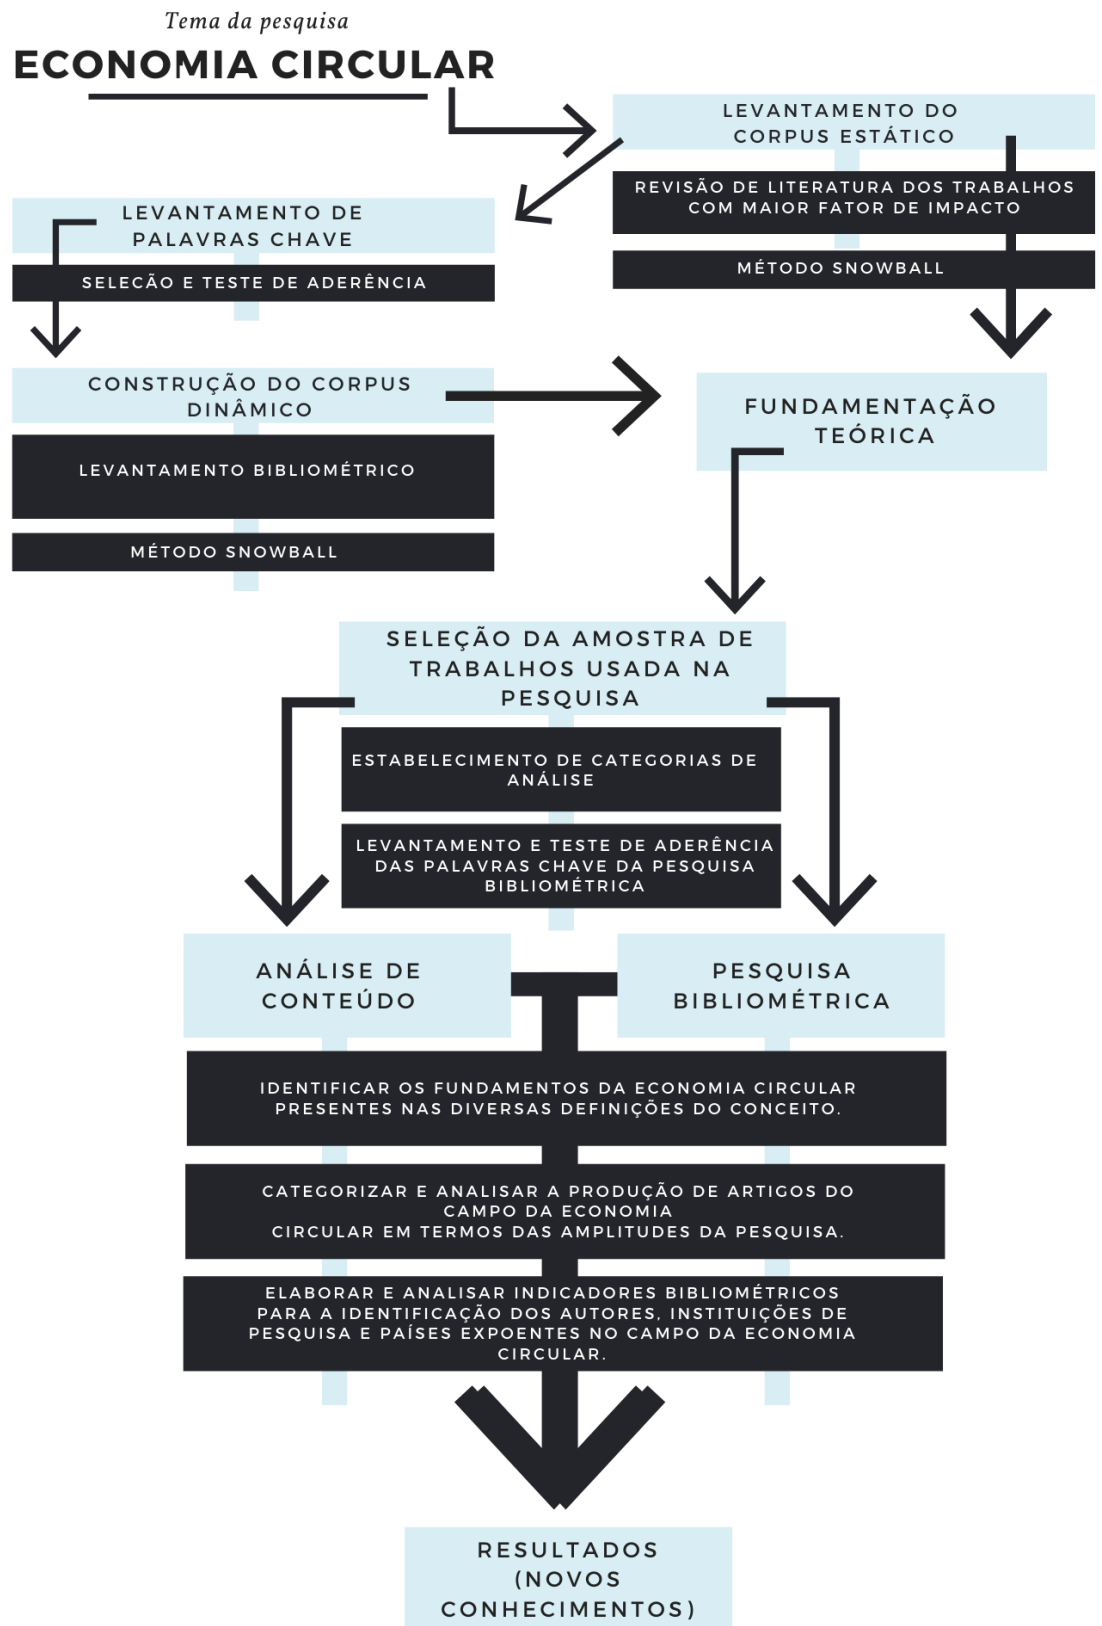 Tema da pesquisa
ECONOMIA CIRCULAR
LEVANTAMENTO DO
CORPUS ESTÁTICO
REVISÃO DE LITERATURA DOS TRABALHOS
COM MAIOR FATOR DE IMPACTO
MÉTODO SNOWBALL
LEVANTAMENTO DE
PALAVRAS CHAVE
SELECÃO E TESTE DE ADERÊNCIA
CONSTRUÇÃO DO CORPUS
DINÂMICO
LEVANTAMENTO BIBLIOMÉTRICO
MÉTODO SNOWBALL
FUNDAMENTAÇÃO
TEÓRICA
SELEÇÃO DA AMOSTRA DE
TRABALHOS USADA NA
PESQUISA
ESTABELECIMENTO DE CATEGORIAS DE
ANÁLISE
LEVANTAMENTO E TESTE DE ADERÊNCIA
DAS PALAVRAS CHAVE DA PESQUISA
BIBLIOMÉTRICA
ANÁLISE DE
CONTEÚDO
PESQUISA
BIBLIOMÉTRICA
IDENTIFICAR OS FUNDAMENTOS DA ECONOMIA CIRCULAR
PRESENTES NAS DIVERSAS DEFINIÇÕES DO CONCEITO.
CATEGORIZAR E ANALISAR A PRODUÇÃO DE ARTIGOS DO
CAMPO DA ECONOMIA
CIRCULAR EM TERMOS DAS AMPLITUDES DA PESQUISA.
ELABORAR E ANALISAR INDICADORES BIBLIOMÉTRICOS
PARA A IDENTIFICAÇÃO DOS AUTORES, INSTITUIÇÕES DE
PESQUISA E PAÍSES EXPOENTES NO CAMPO DA ECONOMIA
CIRCULAR.
RESULTADOS
(NOVOS
CONHECIMENTOS)